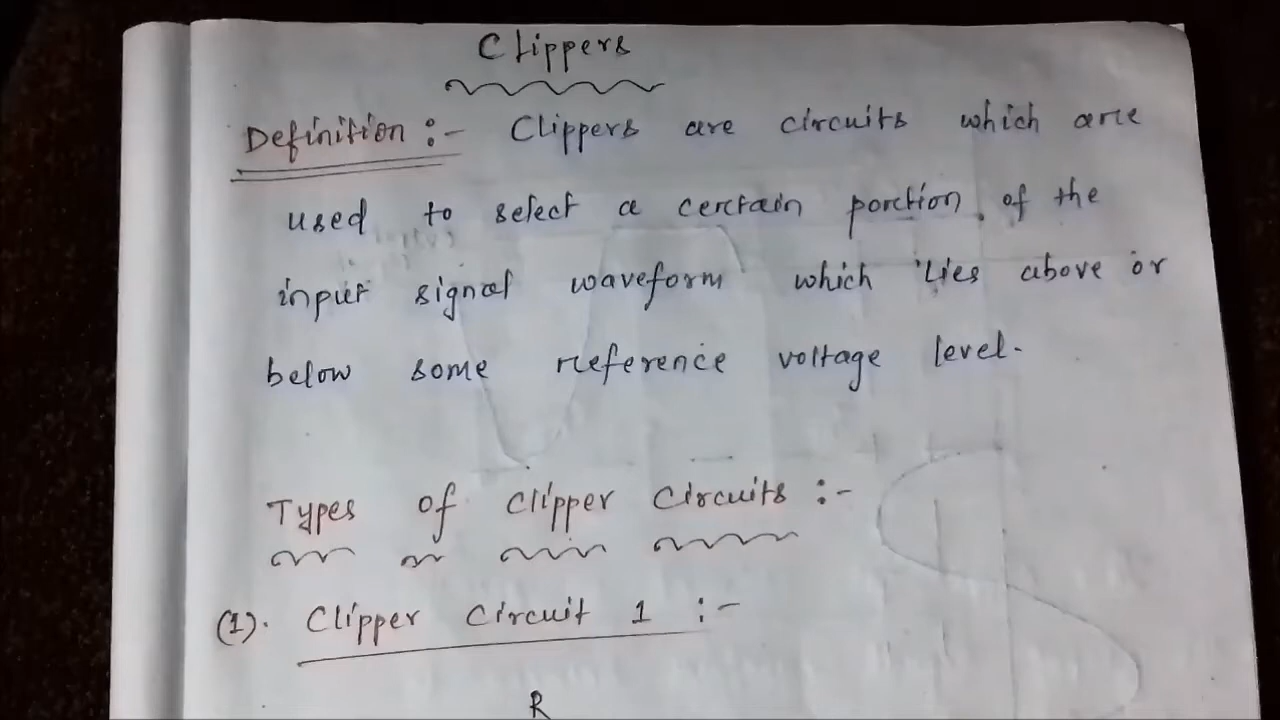 Clippers
Definition :- Clippers are circuits which are
used to select a certain portion of the
input signal waveform which lies above or
below some reference voltage level.
Types of Clipper Circuits :-
(1). Clipper Circuit 1 :-
R